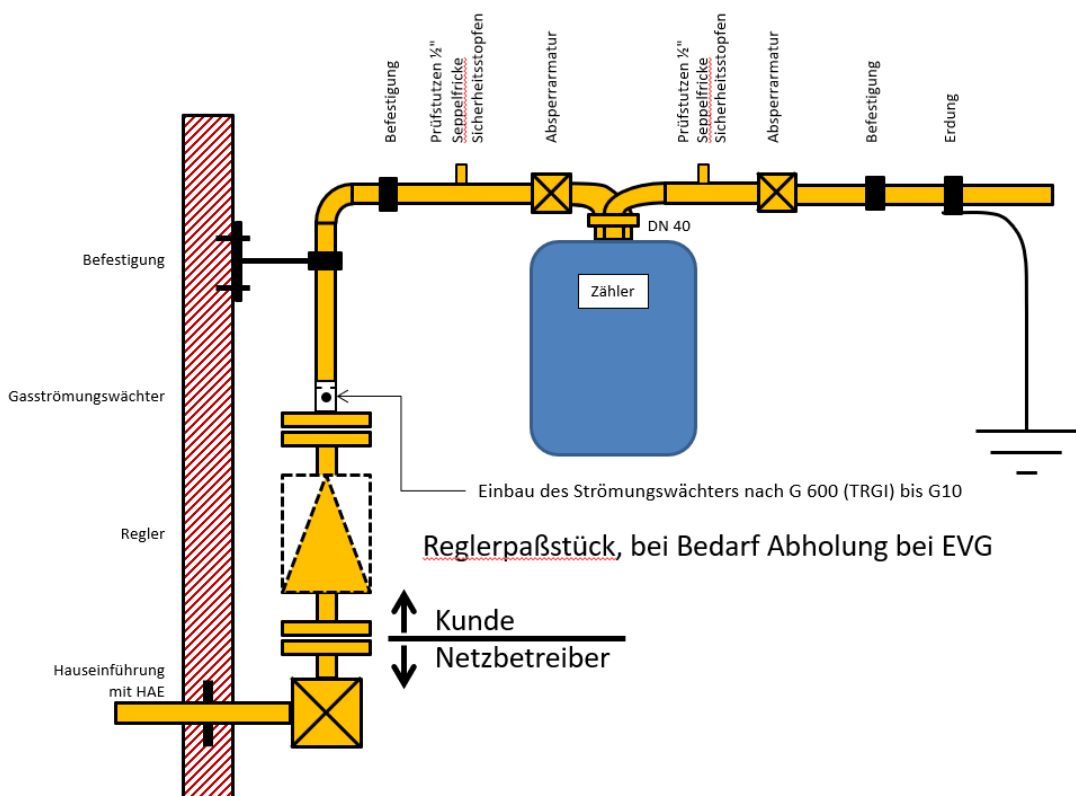 Befestigung
Prüfstutzen ½"
Seppelfricke
Sicherheitsstopfen
Absperrarmatur
Prüfstutzen ½"
Seppelfricke
Sicherheitsstopfen
Absperrarmatur
Befestigung
Erdung
DN 40
Befestigung
Zähler
Gasströmungswächter
Einbau des Strömungswächters nach G 600 (TRGI) bis G10
Regler
Reglerpaßstück, bei Bedarf Abholung bei EVG
Kunde
Netzbetreiber
Hauseinführung
mit HAE